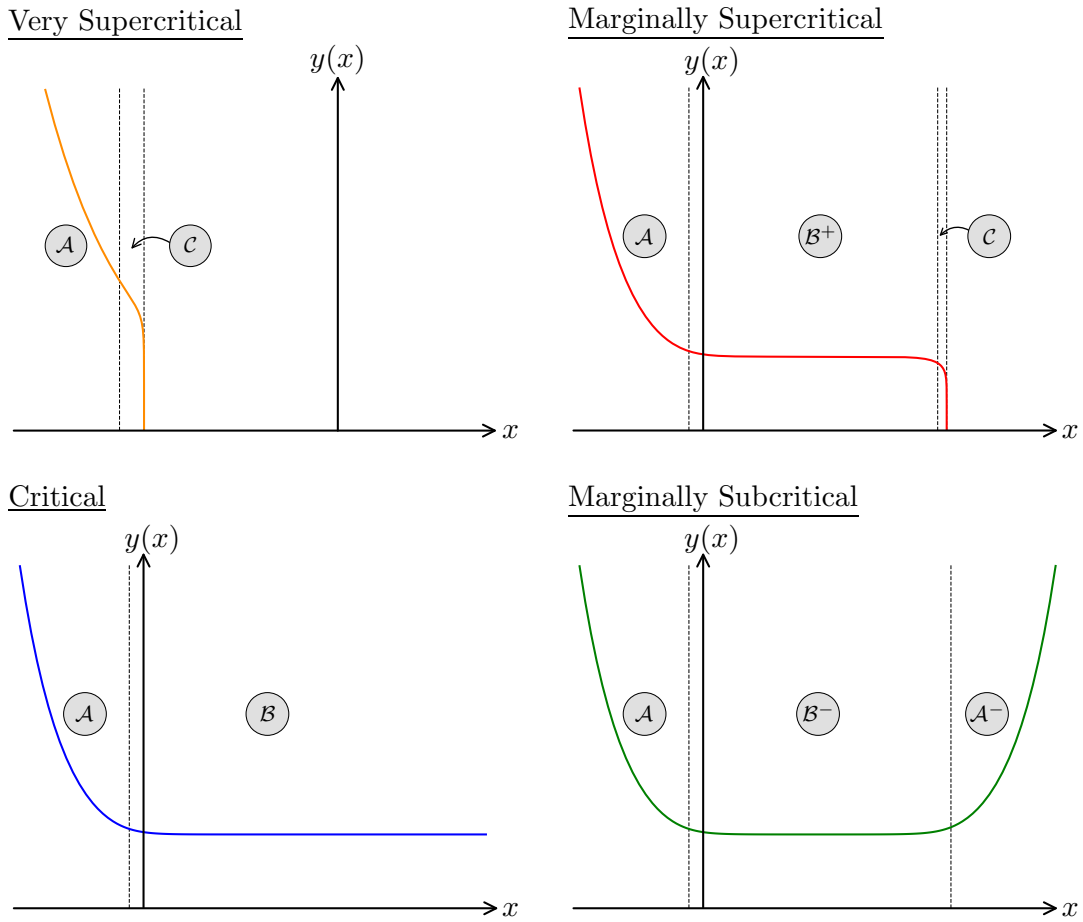 Very Supercritical
y(x)
𝒜
𝒞
x
Marginally Supercritical
y(x)
𝒜
ℬ⁺
𝒞
x
Critical
y(x)
𝒜
ℬ
x
Marginally Subcritical
y(x)
𝒜
ℬ⁻
𝒜⁻
x